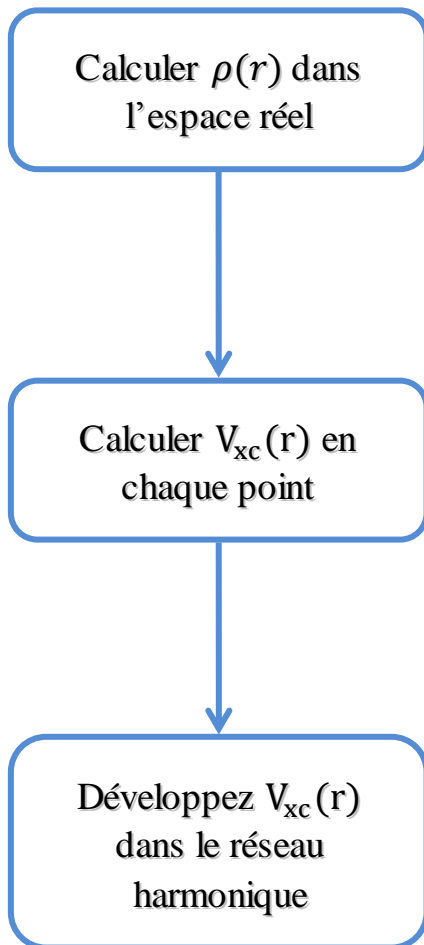 Calculer ρ(r) dans
l’espace réel
Calculer Vxc(r) en
chaque point
Développez Vxc(r)
dans le réseau
harmonique